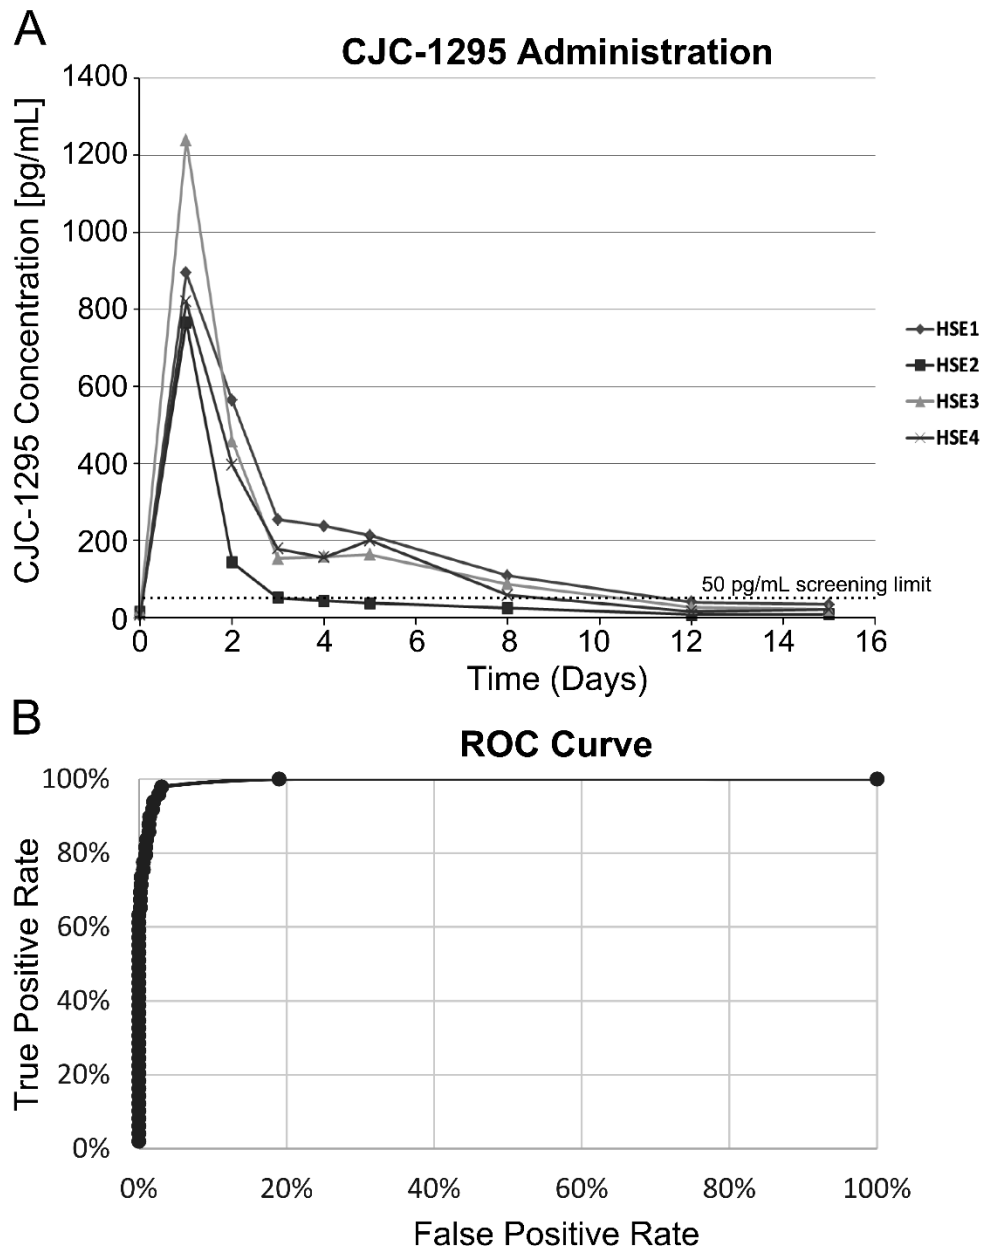 A
CJC-1295 Administration
CJC-1295 Concentration [pg/mL]
1400
1200
1000
800
600
400
200
0
50 pg/mL screening limit
HSE1
HSE2
HSE3
HSE4
0 2 4 6 8 10 12 14 16
Time (Days)
B
ROC Curve
True Positive Rate
100%
80%
60%
40%
20%
0%
0% 20% 40% 60% 80% 100%
False Positive Rate